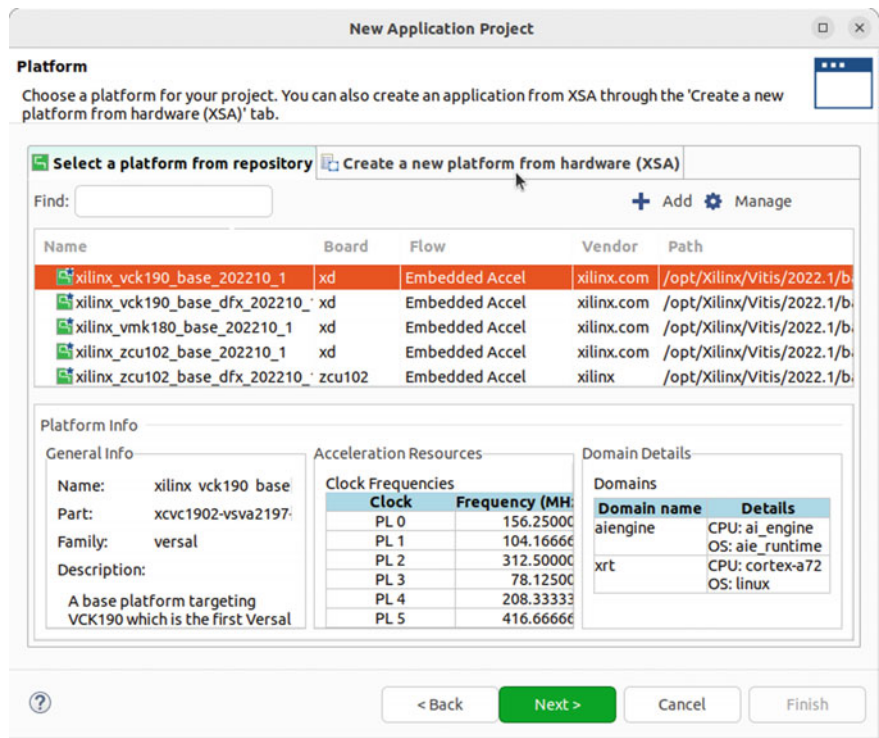 New Application Project
Platform
Choose a platform for your project. You can also create an application from XSA through the 'Create a new
platform from hardware (XSA)' tab.
Select a platform from repository Create a new platform from hardware (XSA)
Find: Add Manage
Name Board Flow Vendor Path
xilinx_vck190_base_202210_1 xd Embedded Accel xilinx.com /opt/Xilinx/Vitis/2022.1/b
xilinx_vck190_base_dfx_202210_ xd Embedded Accel xilinx.com /opt/Xilinx/Vitis/2022.1/b
xilinx_vmk180_base_202210_1 xd Embedded Accel xilinx.com /opt/Xilinx/Vitis/2022.1/b
xilinx_zcu102_base_202210_1 xd Embedded Accel xilinx.com /opt/Xilinx/Vitis/2022.1/b
xilinx_zcu102_base_dfx_202210_ zcu102 Embedded Accel xilinx /opt/Xilinx/Vitis/2022.1/b
Platform Info
General Info
Name: xilinx vck190 base
Part: xcvc1902-vsva2197-
Family: versal
Description:
A base platform targeting
VCK190 which is the first Versal
Acceleration Resources
Clock Frequencies
Clock Frequency (MH
PL 0 156.25000
PL 1 104.16666
PL 2 312.50000
PL 3 78.12500
PL 4 208.33333
PL 5 416.66666
Domain Details
Domains
Domain name Details
aiengine CPU: ai_engine
OS: aie_runtime
xrt CPU: cortex-a72
OS: linux
? < Back Next > Cancel Finish